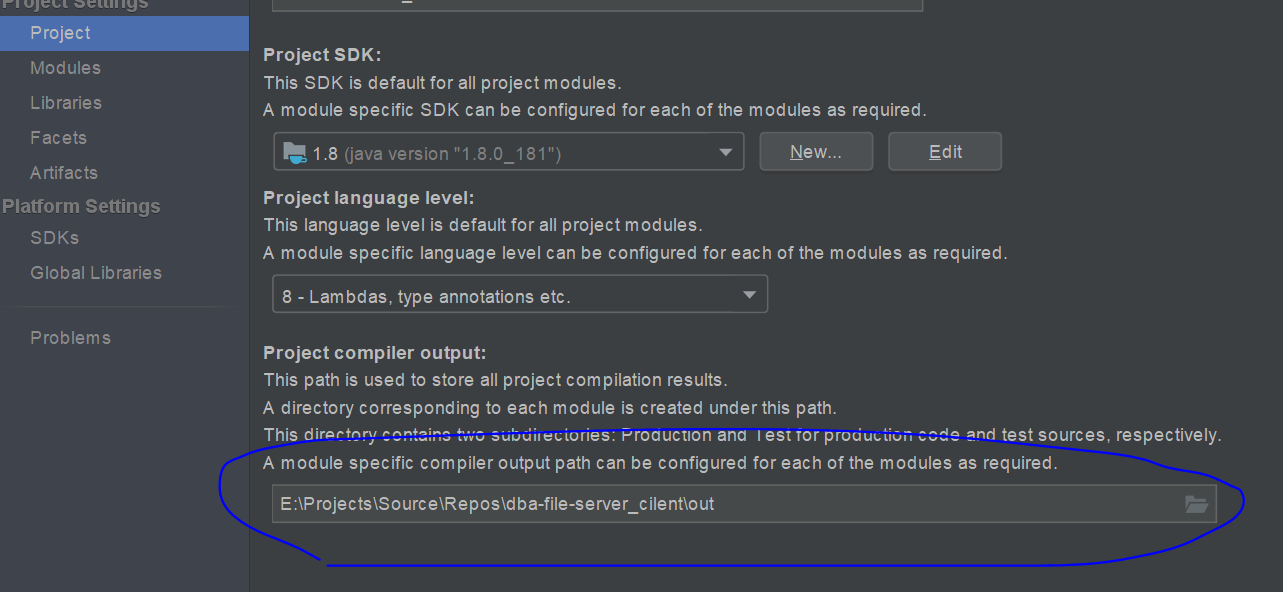 Project Settings
Project
Modules
Libraries
Facets
Artifacts
Platform Settings
SDKs
Global Libraries
Problems
Project SDK:
This SDK is default for all project modules.
A module specific SDK can be configured for each of the modules as required.
1.8 (java version "1.8.0_181")
New...
Edit
Project language level:
This language level is default for all project modules.
A module specific language level can be configured for each of the modules as required.
8 - Lambdas, type annotations etc.
Project compiler output:
This path is used to store all project compilation results.
A directory corresponding to each module is created under this path.
This directory contains two subdirectories: Production and Test for production code and test sources, respectively.
A module specific compiler output path can be configured for each of the modules as required.
E:\Projects\Source\Repos\dba-file-server_cilent\out